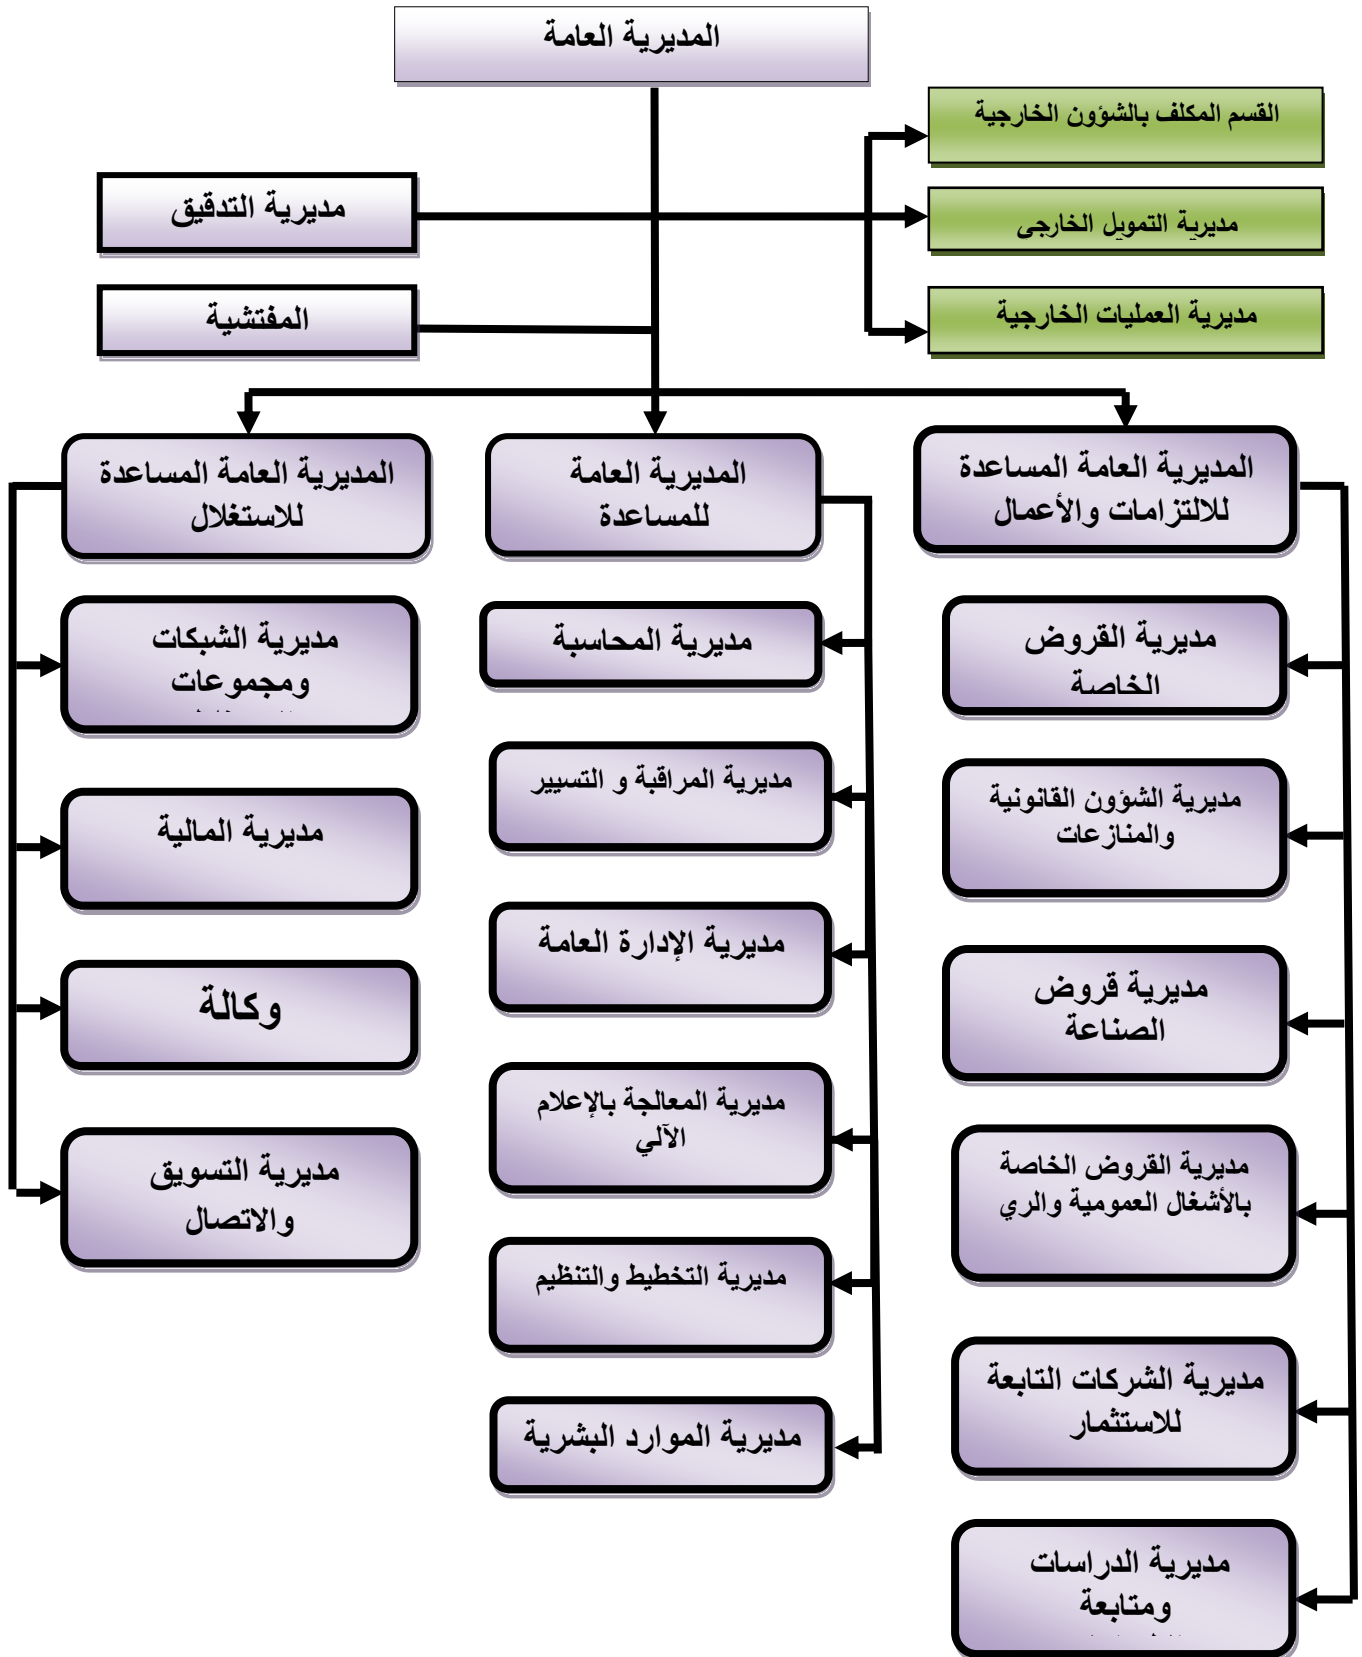 المديرية العامة
القسم المكلف بالشؤون الخارجية
مديرية التدقيق
مديرية التمويل الخارجي
المفتشية
مديرية العمليات الخارجية
المديرية العامة المساعدة
للالتزامات والأعمال
المديرية العامة
للمساعدة
المديرية العامة المساعدة
للاستغلال
مديرية القروض
الخاصة
مديرية الشؤون القانونية
والمنازعات
مديرية قروض
الصناعة
مديرية القروض الخاصة
بالأشغال العمومية والري
مديرية الشركات التابعة
للاستثمار
مديرية الدراسات
ومتابعة
مديرية المحاسبة
مديرية المراقبة و التسيير
مديرية الإدارة العامة
مديرية المعالجة بالإعلام
الآلي
مديرية التخطيط والتنظيم
مديرية الموارد البشرية
مديرية الشبكات
ومجموعات
مديرية المالية
وكالة
مديرية التسويق
والاتصال